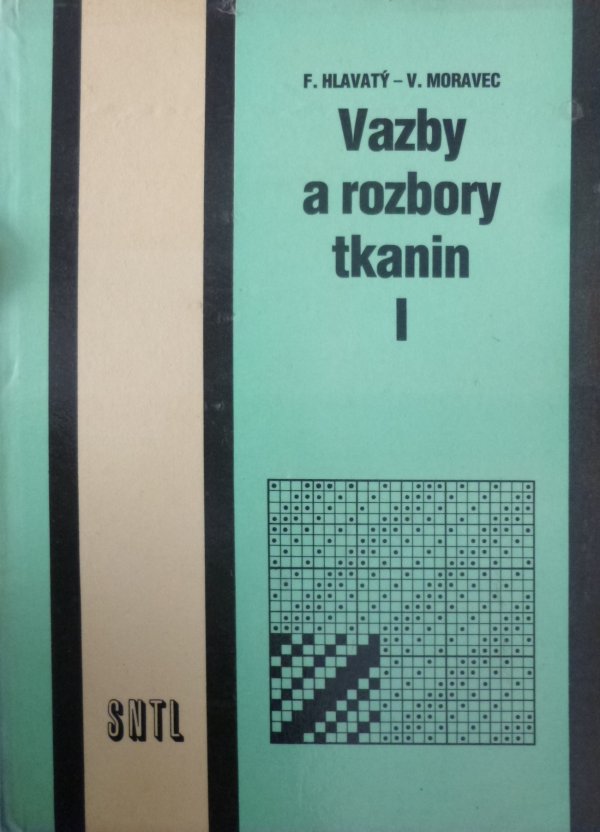 F. HLAVATÝ – V. MORAVEC
Vazby
a rozbory
tkanin
I
SNTL